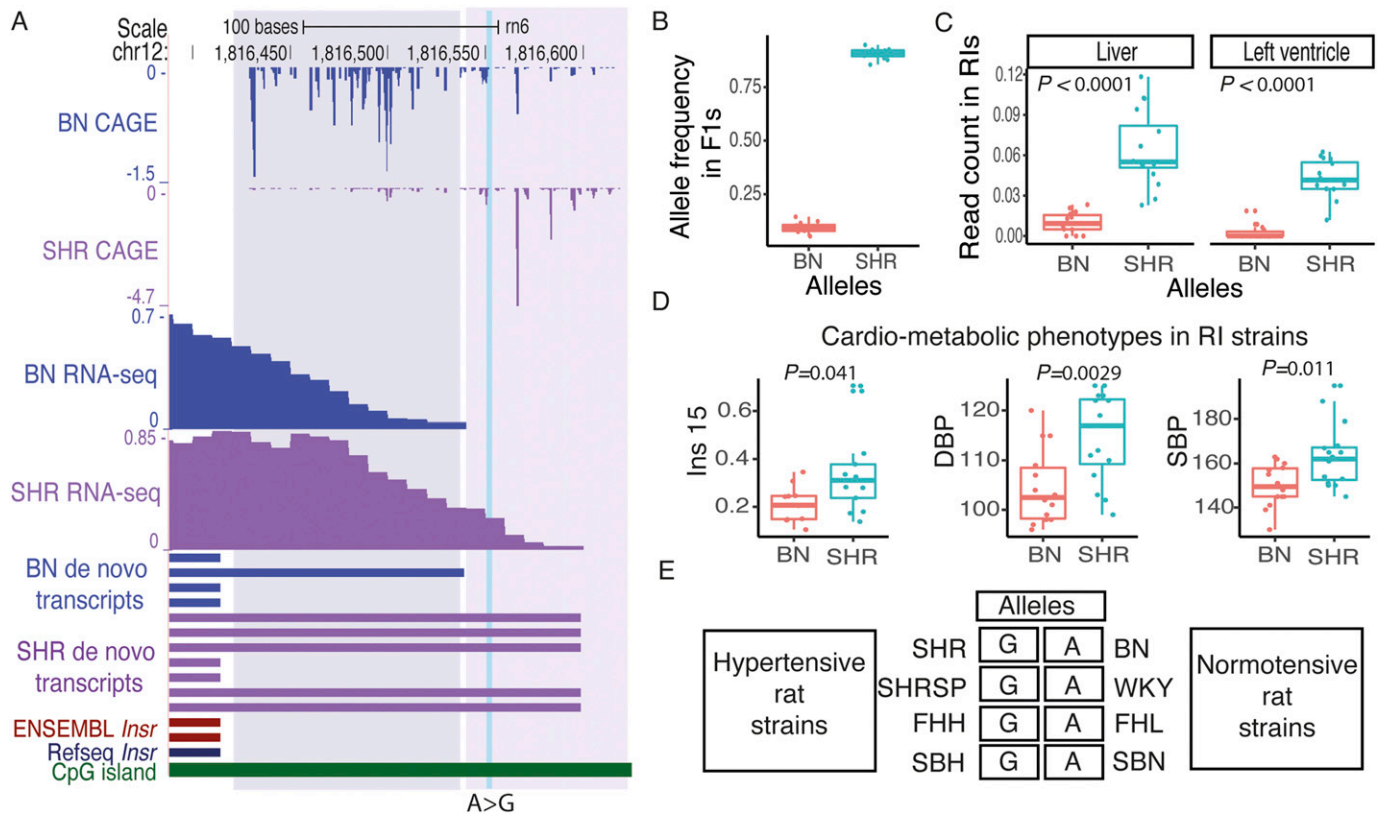 A
Scale
100 bases
rn6
chr12:
1,816,450
1,816,500
1,816,550
1,816,600
0
BN CAGE
-1.5
0
SHR CAGE
-4.7
0.7
BN RNA-seq
0
0.85
SHR RNA-seq
0
BN de novo
transcripts
SHR de novo
transcripts
ENSEMBL Insr
Refseq Insr
CpG island
A>G
B
Allele frequency
in F1s
0.75
0.50
0.25
BN
SHR
Alleles
C
Read count in RIs
Liver
Left ventricle
P < 0.0001
P < 0.0001
0.12
0.09
0.06
0.03
0.00
BN
SHR
BN
SHR
Alleles
D
Cardio-metabolic phenotypes in RI strains
P=0.041
Ins 15
0.6
0.4
0.2
BN
SHR
P=0.0029
DBP
120
110
100
BN
SHR
P=0.011
SBP
180
160
140
BN
SHR
E
Alleles
Hypertensive
rat
strains
SHR G A BN
SHRSP G A WKY
FHH G A FHL
SBH G A SBN
Normotensive
rat
strains